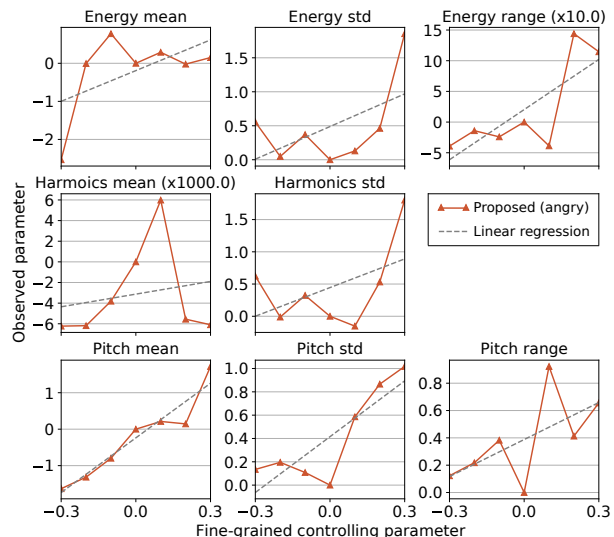 Energy mean
Energy std
Energy range (x10.0)
0
−1
−2
1.5
1.0
0.5
0.0
15
10
5
0
−5
Harmoics mean (x1000.0)
Harmonics std
6
4
2
0
−2
−4
−6
1.5
1.0
0.5
0.0
Proposed (angry)
Linear regression
Observed parameter
Pitch mean
Pitch std
Pitch range
1
0
−1
1.0
0.8
0.6
0.4
0.2
0.0
0.8
0.6
0.4
0.2
0.0
−0.3 0.0 0.3
−0.3 0.0 0.3
−0.3 0.0 0.3
Fine-grained controlling parameter